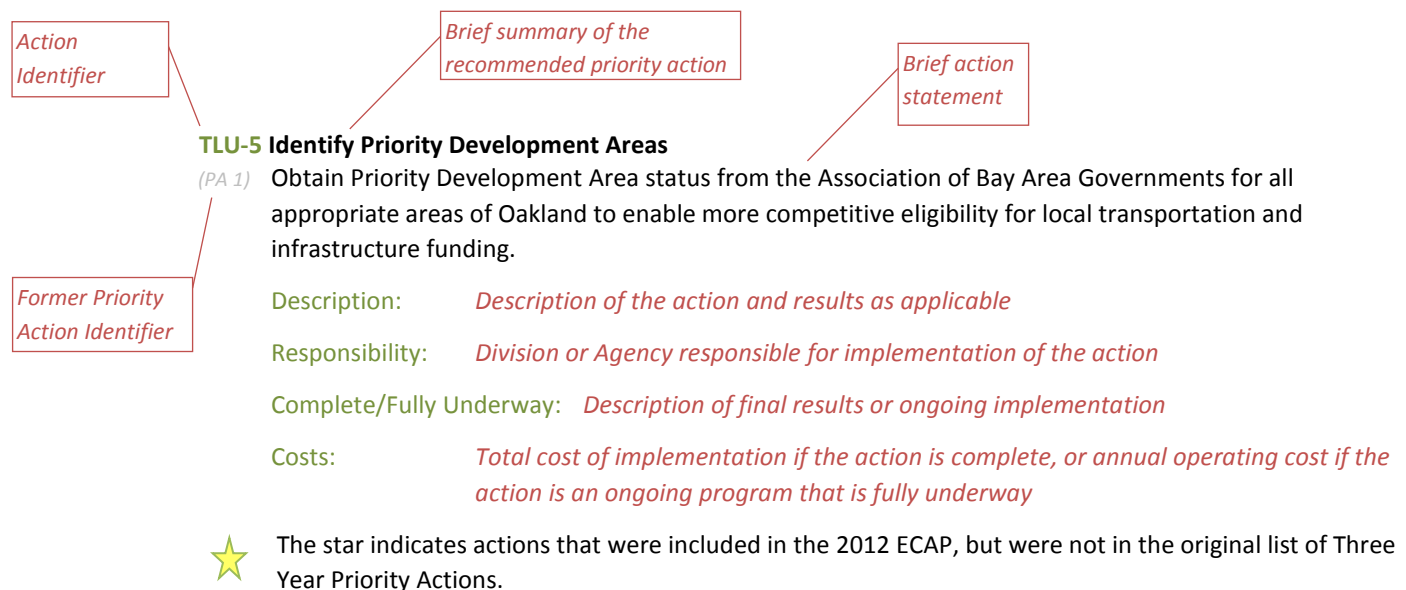 Action
Identifier
Brief summary of the
recommended priority action
Brief action
statement
TLU-5 Identify Priority Development Areas
(PA 1) Obtain Priority Development Area status from the Association of Bay Area Governments for all
appropriate areas of Oakland to enable more competitive eligibility for local transportation and
infrastructure funding.
Former Priority
Action Identifier
Description: Description of the action and results as applicable
Responsibility: Division or Agency responsible for implementation of the action
Complete/Fully Underway: Description of final results or ongoing implementation
Costs: Total cost of implementation if the action is complete, or annual operating cost if the
action is an ongoing program that is fully underway
The star indicates actions that were included in the 2012 ECAP, but were not in the original list of Three
Year Priority Actions.